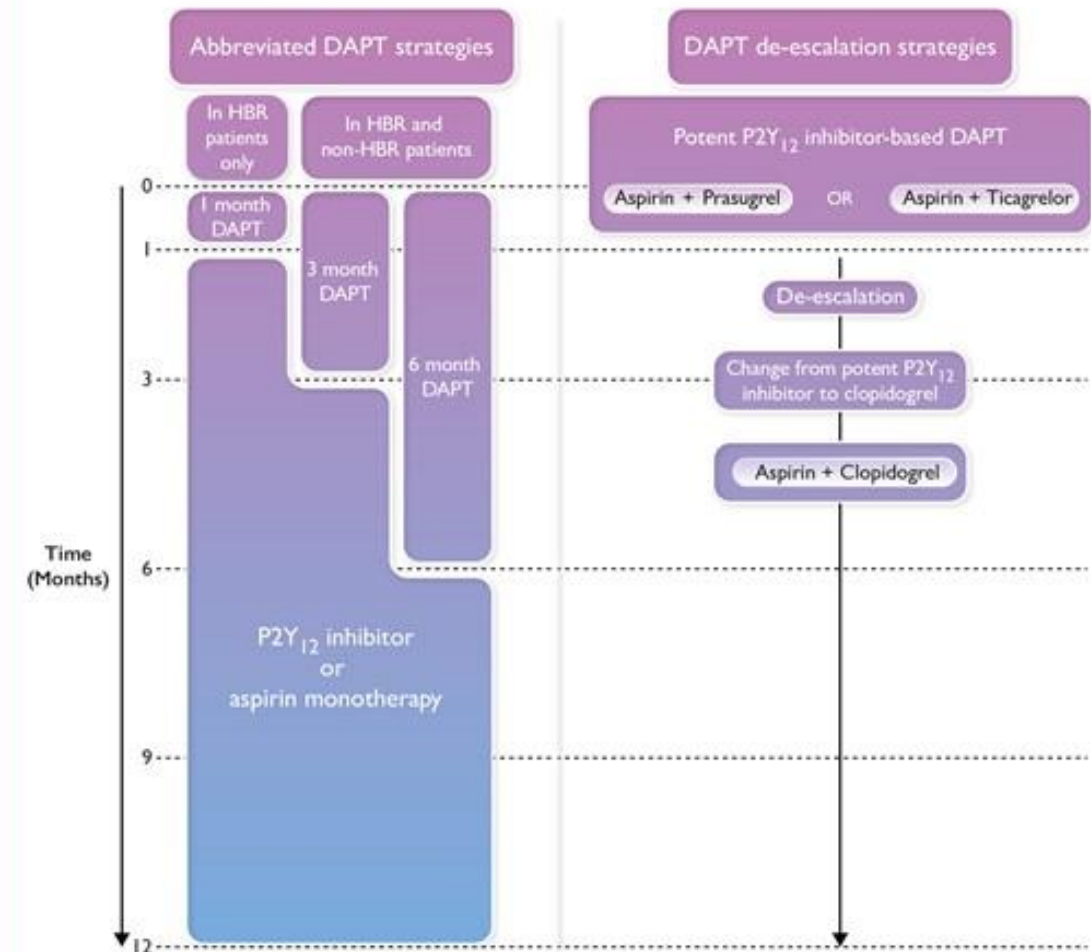 Abbreviated DAPT strategies
In HBR
patients
only
In HBR and
non-HBR patients
0
1 month
DAPT
1
3 month
DAPT
6 month
DAPT
3
Time
(Months)
6
P2Y12 inhibitor
or
aspirin monotherapy
9
12
DAPT de-escalation strategies
Potent P2Y12 inhibitor-based DAPT
Aspirin + Prasugrel OR Aspirin + Ticagrelor
De-escalation
Change from potent P2Y12
inhibitor to clopidogrel
Aspirin + Clopidogrel